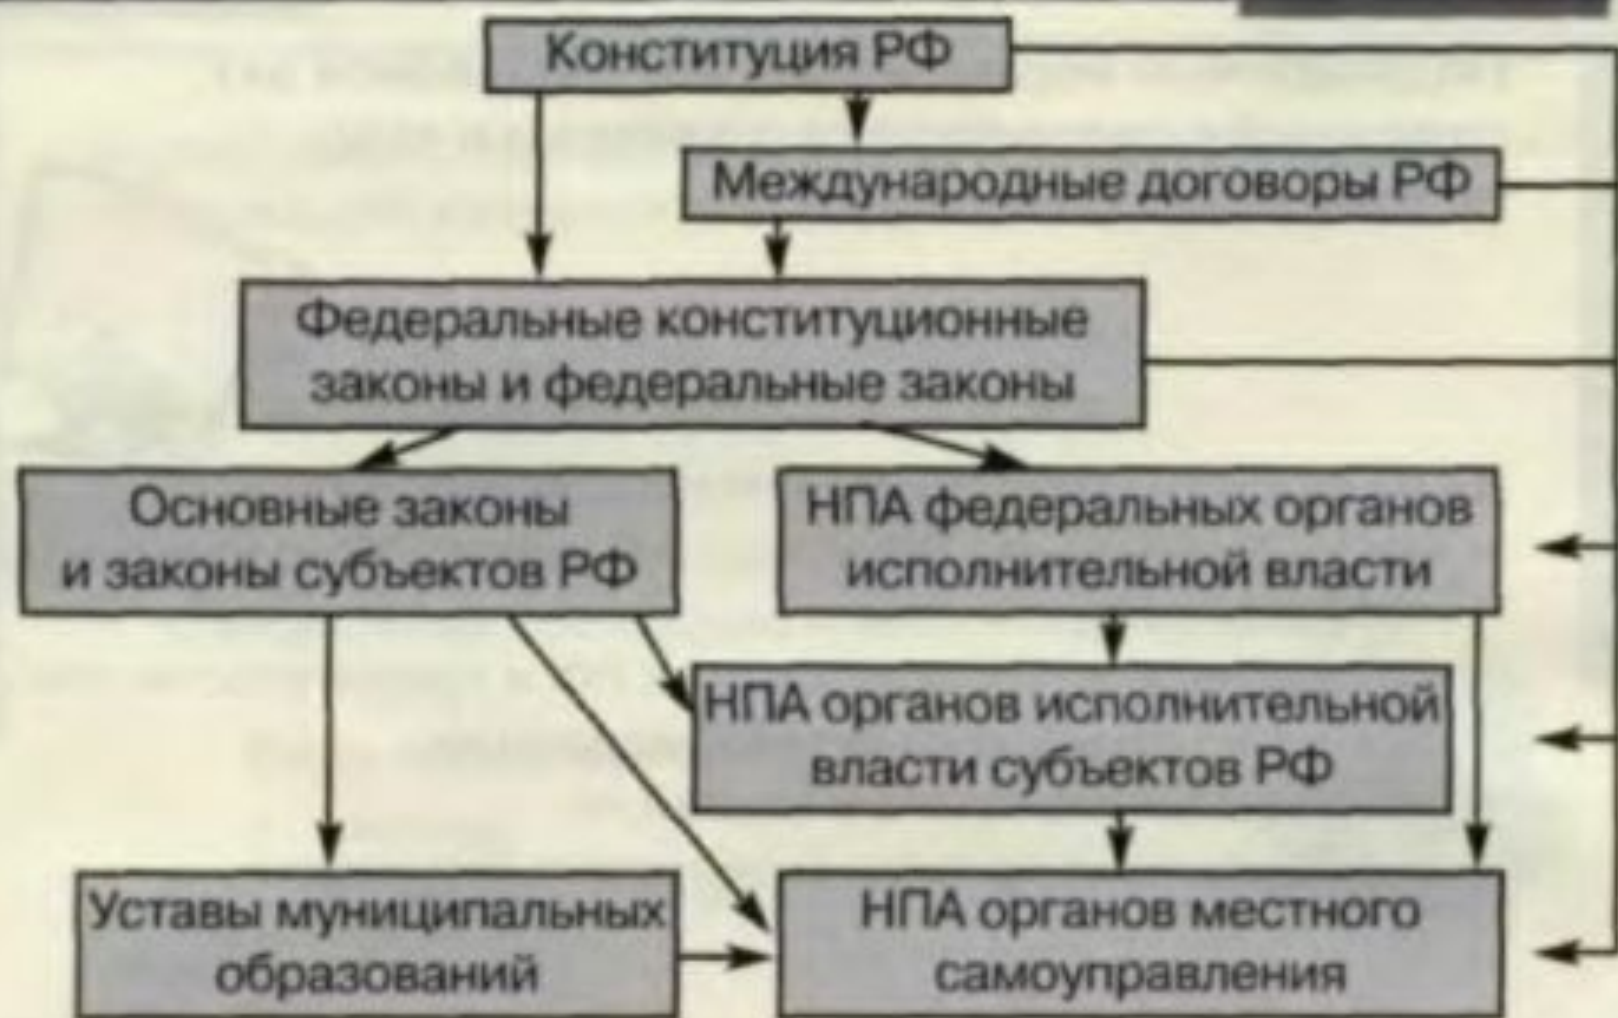 Конституция РФ
Международные договоры РФ
Федеральные конституционные
законы и федеральные законы
Основные законы
и законы субъектов РФ
НПА федеральных органов
исполнительной власти
НПА органов исполнительной
власти субъектов РФ
Уставы муниципальных
образований
НПА органов местного
самоуправления